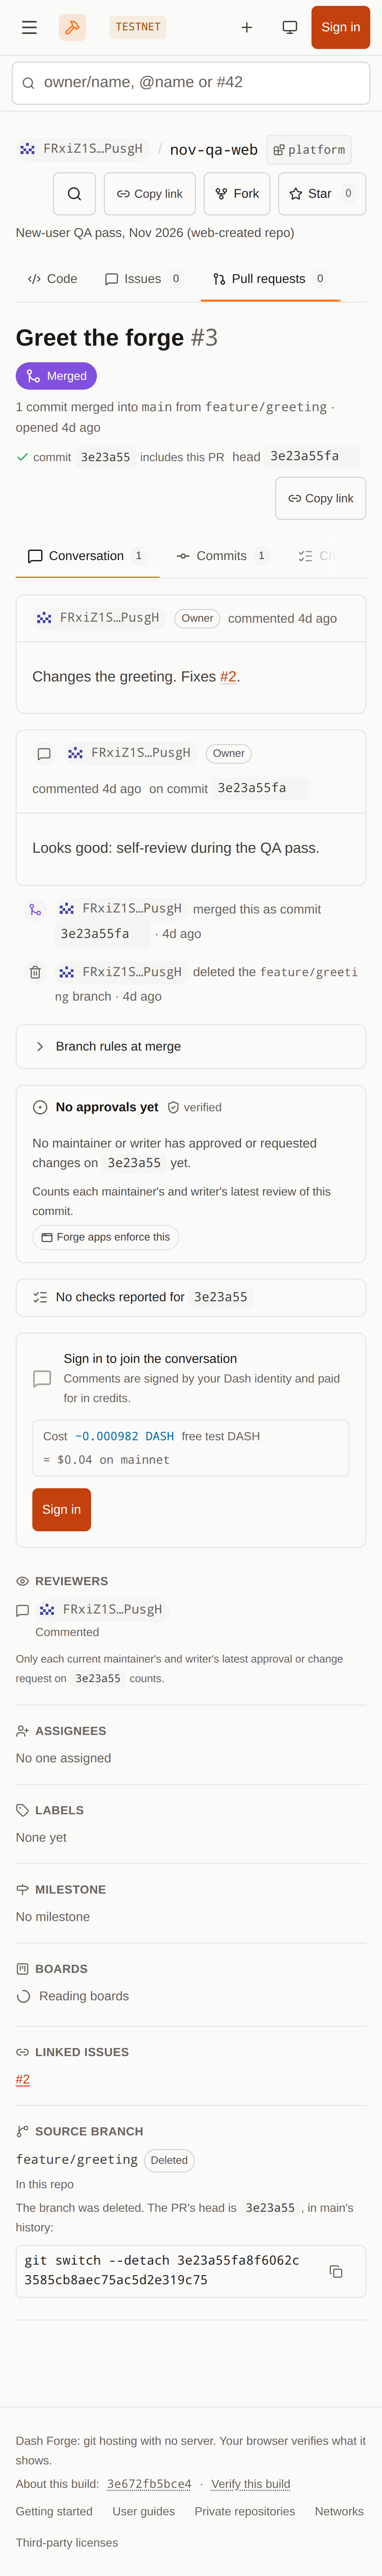 TESTNET
Sign in
owner/name, @name or #42
FRxiZ1S…PusgH / nov-qa-web platform
Copy link Fork Star 0
New-user QA pass, Nov 2026 (web-created repo)
Code Issues 0 Pull requests 0
Greet the forge #3
Merged
1 commit merged into main from feature/greeting ·
opened 4d ago
commit 3e23a55 includes this PR head 3e23a55fa
Copy link
Conversation 1 Commits 1 Ch
FRxiZ1S…PusgH Owner commented 4d ago
Changes the greeting. Fixes #2.
FRxiZ1S…PusgH Owner
commented 4d ago on commit 3e23a55fa
Looks good: self-review during the QA pass.
FRxiZ1S…PusgH merged this as commit
3e23a55fa · 4d ago
FRxiZ1S…PusgH deleted the feature/greeti
ng branch · 4d ago
Branch rules at merge
No approvals yet verified
No maintainer or writer has approved or requested
changes on 3e23a55 yet.
Counts each maintainer's and writer's latest review of this
commit.
Forge apps enforce this
No checks reported for 3e23a55
Sign in to join the conversation
Comments are signed by your Dash identity and paid
for in credits.
Cost ~0.000982 DASH free test DASH
≈ $0.04 on mainnet
Sign in
REVIEWERS
FRxiZ1S…PusgH
Commented
Only each current maintainer's and writer's latest approval or change
request on 3e23a55 counts.
ASSIGNEES
No one assigned
LABELS
None yet
MILESTONE
No milestone
BOARDS
Reading boards
LINKED ISSUES
#2
SOURCE BRANCH
feature/greeting Deleted
In this repo
The branch was deleted. The PR's head is 3e23a55 , in main's
history:
git switch --detach 3e23a55fa8f6062c
3585cb8aec75ac5d2e319c75
Dash Forge: git hosting with no server. Your browser verifies what it
shows.
About this build: 3e672fb5bce4 · Verify this build
Getting started User guides Private repositories Networks
Third-party licenses